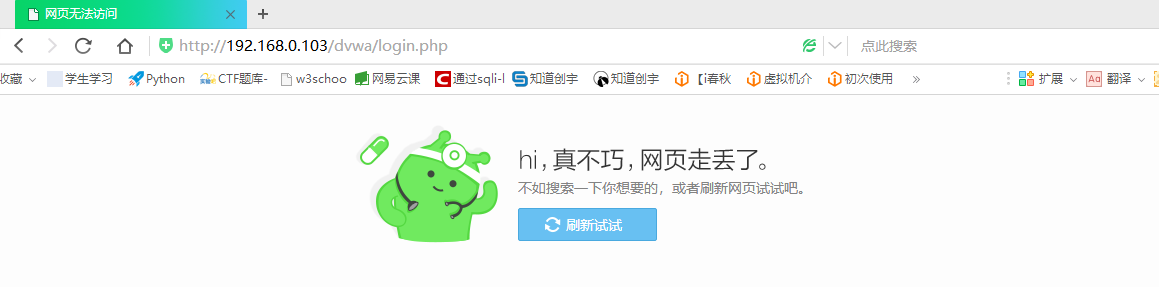 网页无法访问
http://192.168.0.103/dvwa/login.php
点此搜索
收藏 学生学习 Python CTF题库- w3schoo 网易云课 通过sqli-l 知道创宇 知道创宇 【i春秋 虚拟机介 初次使用 » 扩展 Aa 翻译
hi,真不巧,网页走丢了。
不如搜索一下你想要的，或者刷新网页试试吧。
刷新试试